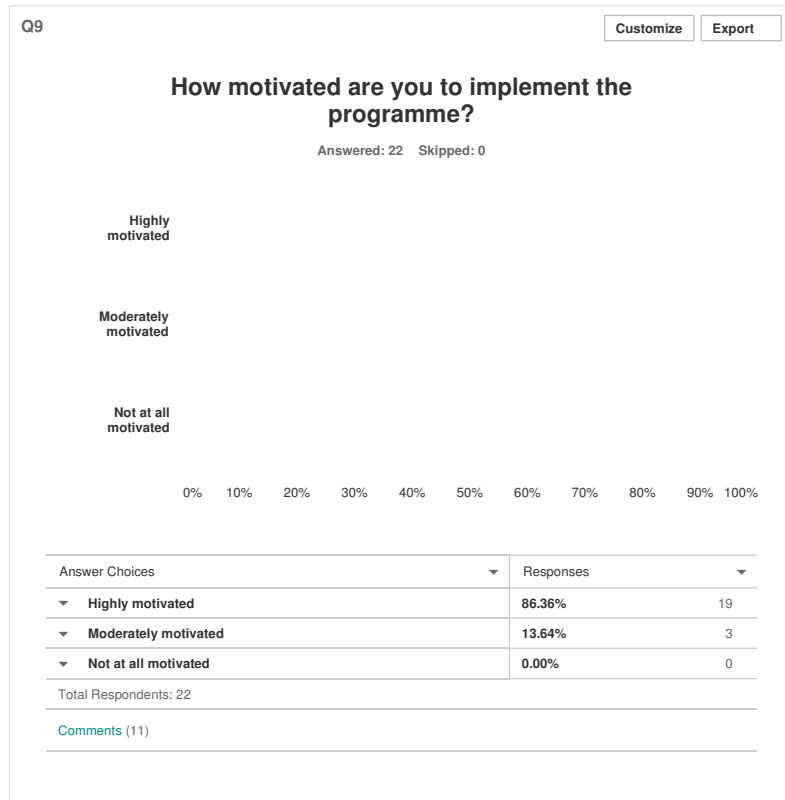 Q9
Customize
Export
How motivated are you to implement the
programme?
Answered: 22 Skipped: 0
Highly
motivated
Moderately
motivated
Not at all
motivated
0% 10% 20% 30% 40% 50% 60% 70% 80% 90% 100%
Answer Choices Responses
Highly motivated 86.36% 19
Moderately motivated 13.64% 3
Not at all motivated 0.00% 0
Total Respondents: 22
Comments (11)